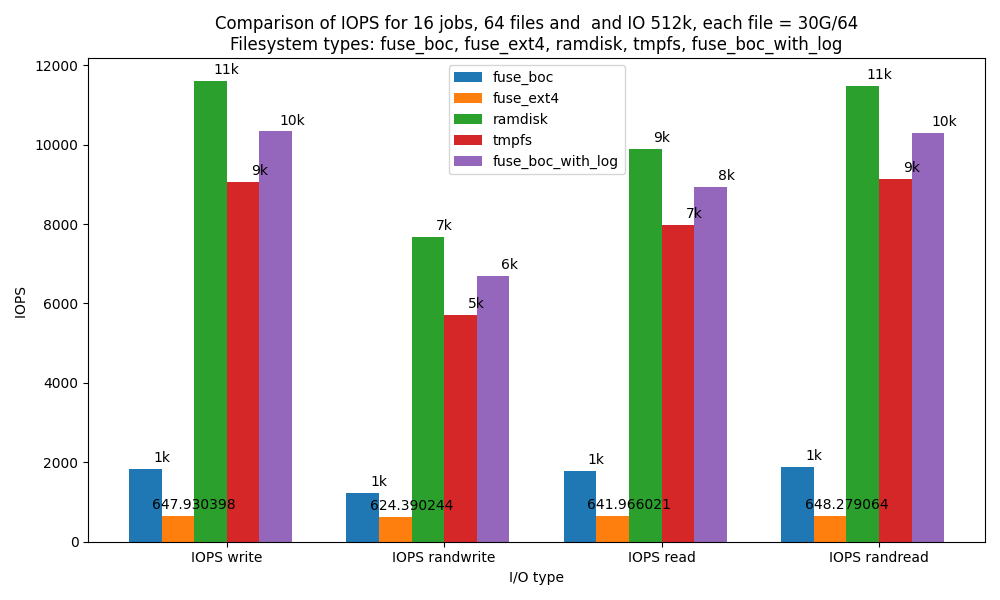 Comparison of IOPS for 16 jobs, 64 files and  and IO 512k, each file = 30G/64
Filesystem types: fuse_boc, fuse_ext4, ramdisk, tmpfs, fuse_boc_with_log
IOPS
12000
10000
8000
6000
4000
2000
0
fuse_boc
fuse_ext4
ramdisk
tmpfs
fuse_boc_with_log
1k
647.930398
11k
9k
10k
1k
624.390244
7k
5k
6k
1k
641.966021
9k
7k
8k
1k
648.279064
11k
9k
10k
IOPS write
IOPS randwrite
IOPS read
IOPS randread
I/O type